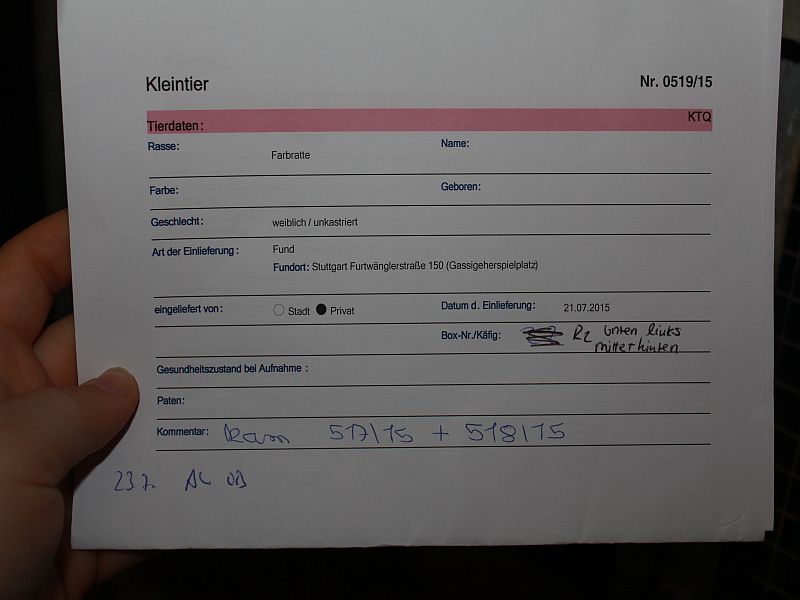 Kleintier Nr. 0519/15
Tierdaten: KTQ
Rasse: Farbratte Name:
Farbe: Geboren:
Geschlecht: weiblich / unkastriert
Art der Einlieferung: Fund
Fundort: Stuttgart Furtwänglerstraße 150 (Gassigeherspielplatz)
eingeliefert von: Stadt Privat Datum d. Einlieferung: 21.07.2015
Box-Nr./Käfig: R2 unten links
mitte hinten
Gesundheitszustand bei Aufnahme :
Paten:
Kommentar: kam 517/15 + 518/15
23.7.